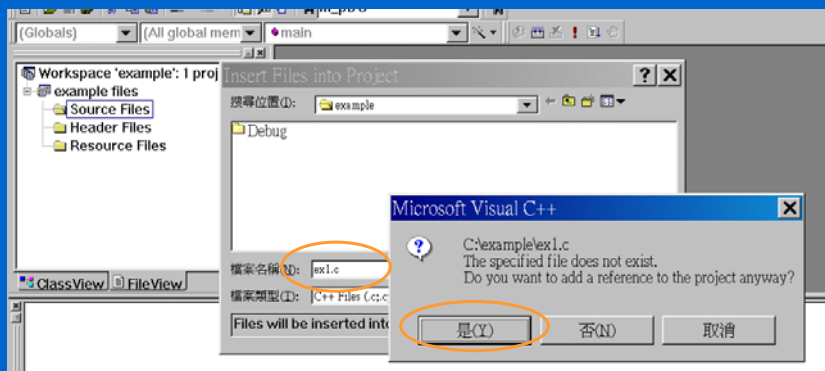 (Globals)
(All global mem
main
Workspace 'example': 1 proj
example files
Source Files
Header Files
Resource Files
ClassView
FileView
Insert Files into Project
搜尋位置(I):
example
Debug
檔案名稱(N):
ex1.c
檔案類型(T):
C++ Files (.c;.c
Files will be inserted into
Microsoft Visual C++
C:\example\ex1.c
The specified file does not exist.
Do you want to add a reference to the project anyway?
是(Y)
否(N)
取消